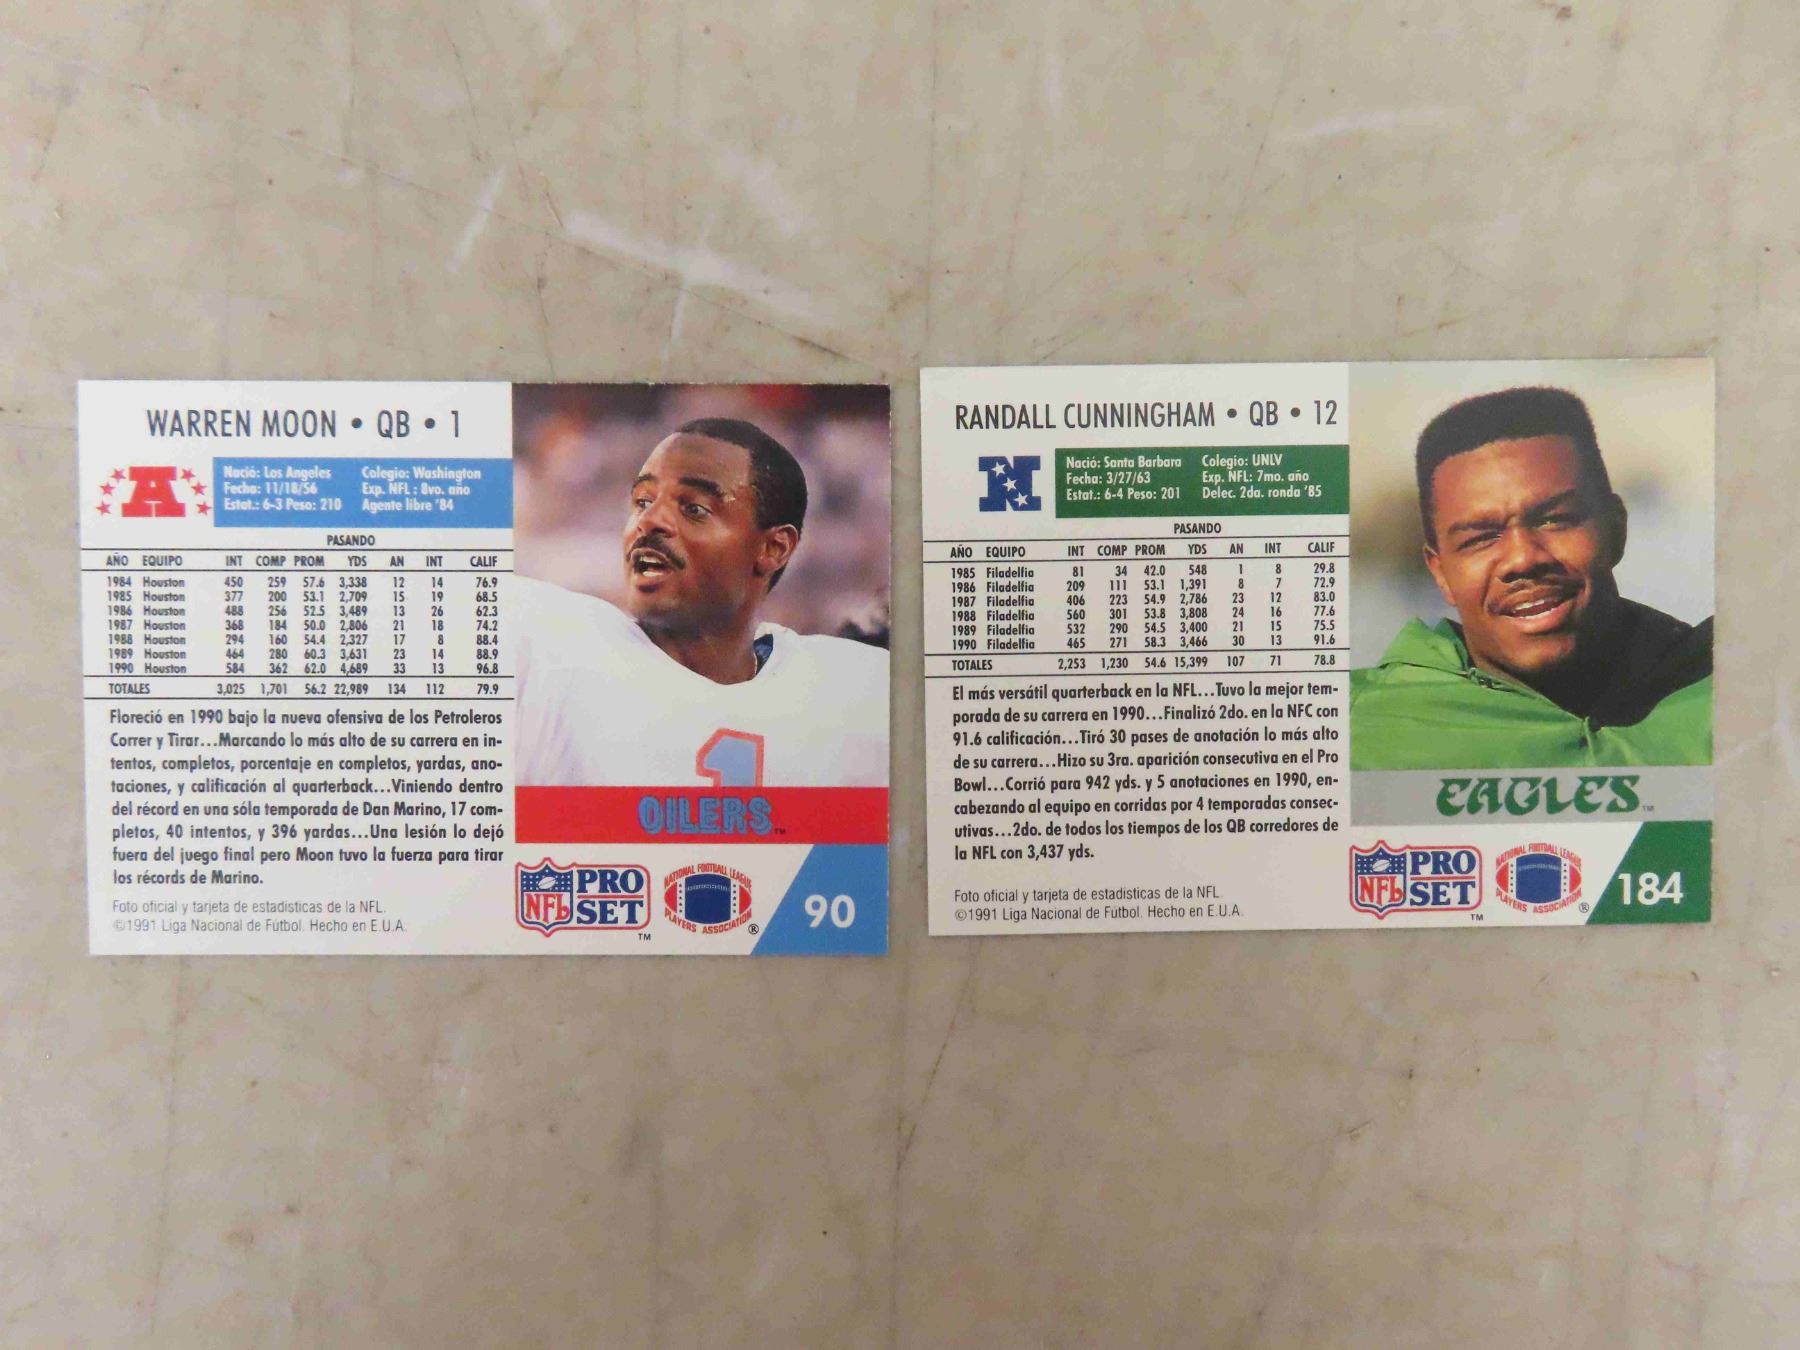 WARREN MOON • QB • 1
A
Nació: Los Angeles Colegio: Washington
Fecha: 11/18/56 Exp. NFL : 8vo. año
Estat.: 6-3 Peso: 210 Agente libre '84
PASANDO
AÑO EQUIPO INT COMP PROM YDS AN INT CALIF
1984 Houston 450 259 57.6 3,338 12 14 76.9
1985 Houston 377 200 53.1 2,709 15 19 68.5
1986 Houston 488 256 52.5 3,489 13 26 62.3
1987 Houston 368 184 50.0 2,806 21 18 74.2
1988 Houston 294 160 54.4 2,327 17 8 88.4
1989 Houston 464 280 60.3 3,631 23 14 88.9
1990 Houston 584 362 62.0 4,689 33 13 96.8
TOTALES 3,025 1,701 56.2 22,989 134 112 79.9
Floreció en 1990 bajo la nueva ofensiva de los Petroleros
Correr y Tirar...Marcando lo más alto de su carrera en in-
tentos, completos, porcentaje en completos, yardas, ano-
taciones, y calificación al quarterback...Viniendo dentro
del récord en una sóla temporada de Dan Marino, 17 com-
pletos, 40 intentos, y 396 yardas...Una lesión lo dejó
fuera del juego final pero Moon tuvo la fuerza para tirar
los récords de Marino.
Foto oficial y tarjeta de estadisticas de la NFL.
©1991 Liga Nacional de Fútbol. Hecho en E.U.A.
1
OILERS™
NFL PRO SET™
NATIONAL FOOTBALL LEAGUE PLAYERS ASSOCIATION®
90
RANDALL CUNNINGHAM • QB • 12
N
Nació: Santa Barbara Colegio: UNLV
Fecha: 3/27/63 Exp. NFL: 7mo. año
Estat.: 6-4 Peso: 201 Delec. 2da. ronda '85
PASANDO
AÑO EQUIPO INT COMP PROM YDS AN INT CALIF
1985 Filadelfia 81 34 42.0 548 1 8 29.8
1986 Filadelfia 209 111 53.1 1,391 8 7 72.9
1987 Filadelfia 406 223 54.9 2,786 23 12 83.0
1988 Filadelfia 560 301 53.8 3,808 24 16 77.6
1989 Filadelfia 532 290 54.5 3,400 21 15 75.5
1990 Filadelfia 465 271 58.3 3,466 30 13 91.6
TOTALES 2,253 1,230 54.6 15,399 107 71 78.8
El más versátil quarterback en la NFL...Tuvo la mejor tem-
porada de su carrera en 1990...Finalizó 2do. en la NFC con
91.6 calificación...Tiró 30 pases de anotación lo más alto
de su carrera...Hizo su 3ra. aparición consecutiva en el Pro
Bowl...Corrió para 942 yds. y 5 anotaciones en 1990, en-
cabezando al equipo en corridas por 4 temporadas consec-
utivas...2do. de todos los tiempos de los QB corredores de
la NFL con 3,437 yds.
Foto oficial y tarjeta de estadisticas de la NFL.
©1991 Liga Nacional de Fútbol. Hecho en E.U.A.
EAGLES™
NFL PRO SET™
NATIONAL FOOTBALL LEAGUE PLAYERS ASSOCIATION®
184